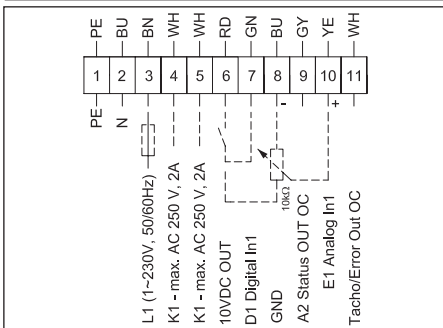 PE BU BN WH WH RD GN BU GY YE WH
1 2 3 4 5 6 7 8 9 10 11
PE
N
L1 (1~230V, 50/60Hz)
K1 - max. AC 250 V, 2A
K1 - max. AC 250 V, 2A
10VDC OUT
D1 Digital In1
GND
-
10kΩ
A2 Status OUT OC
E1 Analog In1
+
Tacho/Error Out OC